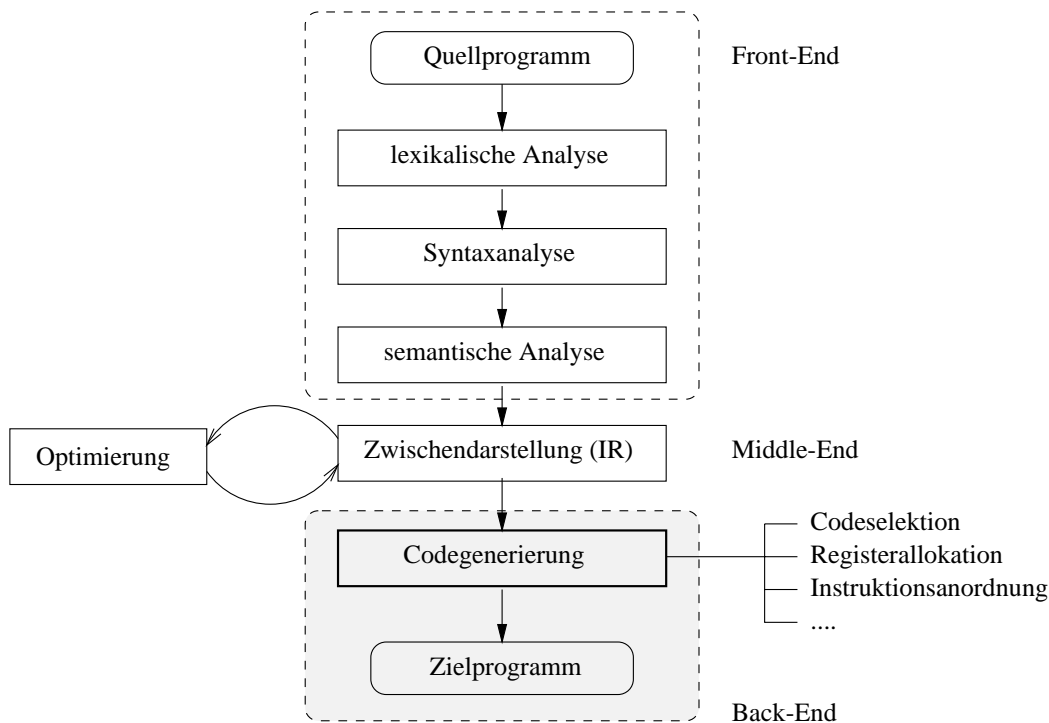 Quellprogramm
Front-End
lexikalische Analyse
Syntaxanalyse
semantische Analyse
Optimierung
Zwischendarstellung (IR)
Middle-End
Codegenerierung
Codeselektion
Registerallokation
Instruktionsanordnung
....
Zielprogramm
Back-End